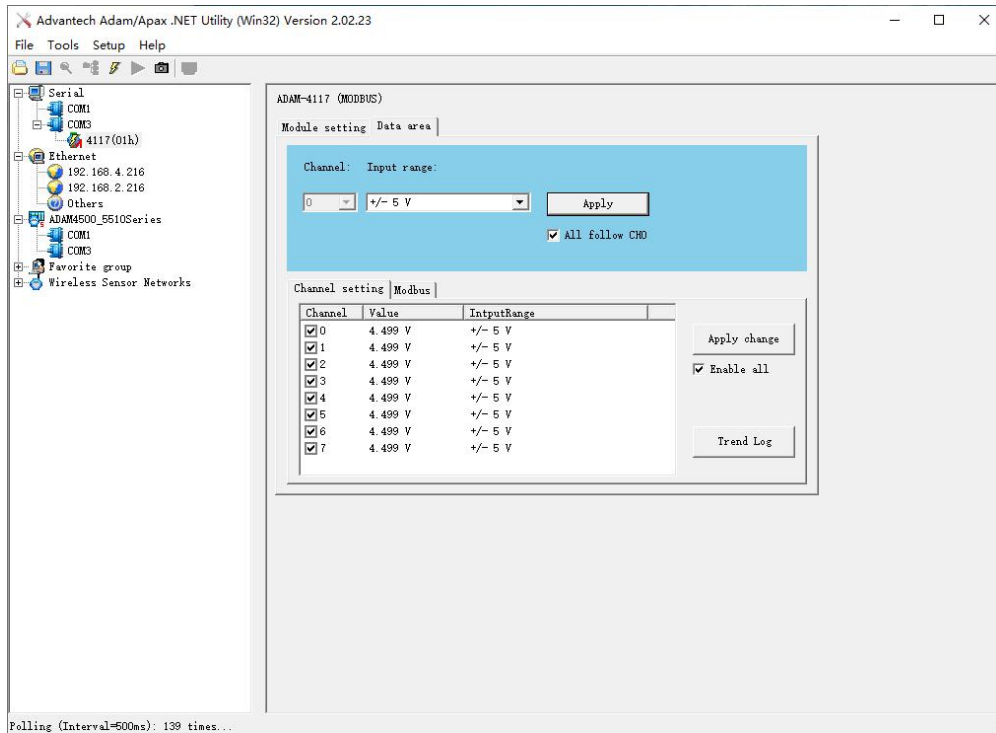 Advantech Adam/Apax .NET Utility (Win32) Version 2.02.23
File Tools Setup Help
Serial
COM1
COM3
4117(01h)
Ethernet
192.168.4.216
192.168.2.216
Others
ADAM4500_5510Series
COM1
COM3
Favorite group
Wireless Sensor Networks
ADAM-4117 (MODBUS)
Module setting Data area
Channel: Input range:
0 +/- 5 V Apply
All follow CH0
Channel setting Modbus
Channel Value IntputRange
0 4.499 V +/- 5 V
1 4.499 V +/- 5 V
2 4.499 V +/- 5 V
3 4.499 V +/- 5 V
4 4.499 V +/- 5 V
5 4.499 V +/- 5 V
6 4.499 V +/- 5 V
7 4.499 V +/- 5 V
Apply change
Enable all
Trend Log
Polling (Interval=500ms): 139 times...